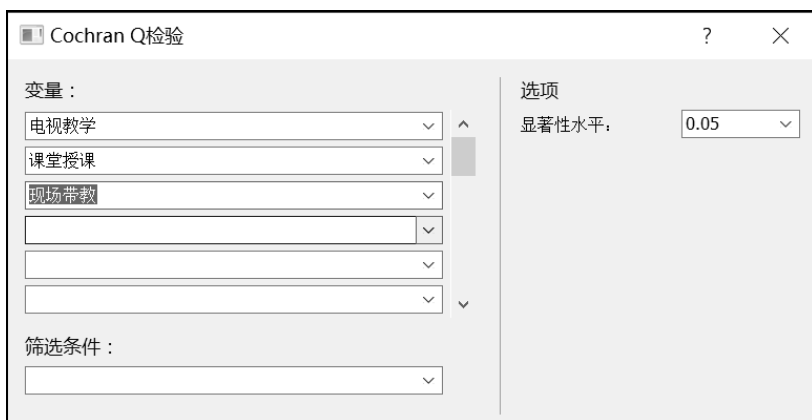 Cochran Q检验
?
变量：
电视教学
课堂授课
现场带教
筛选条件：
选项
显著性水平： 0.05